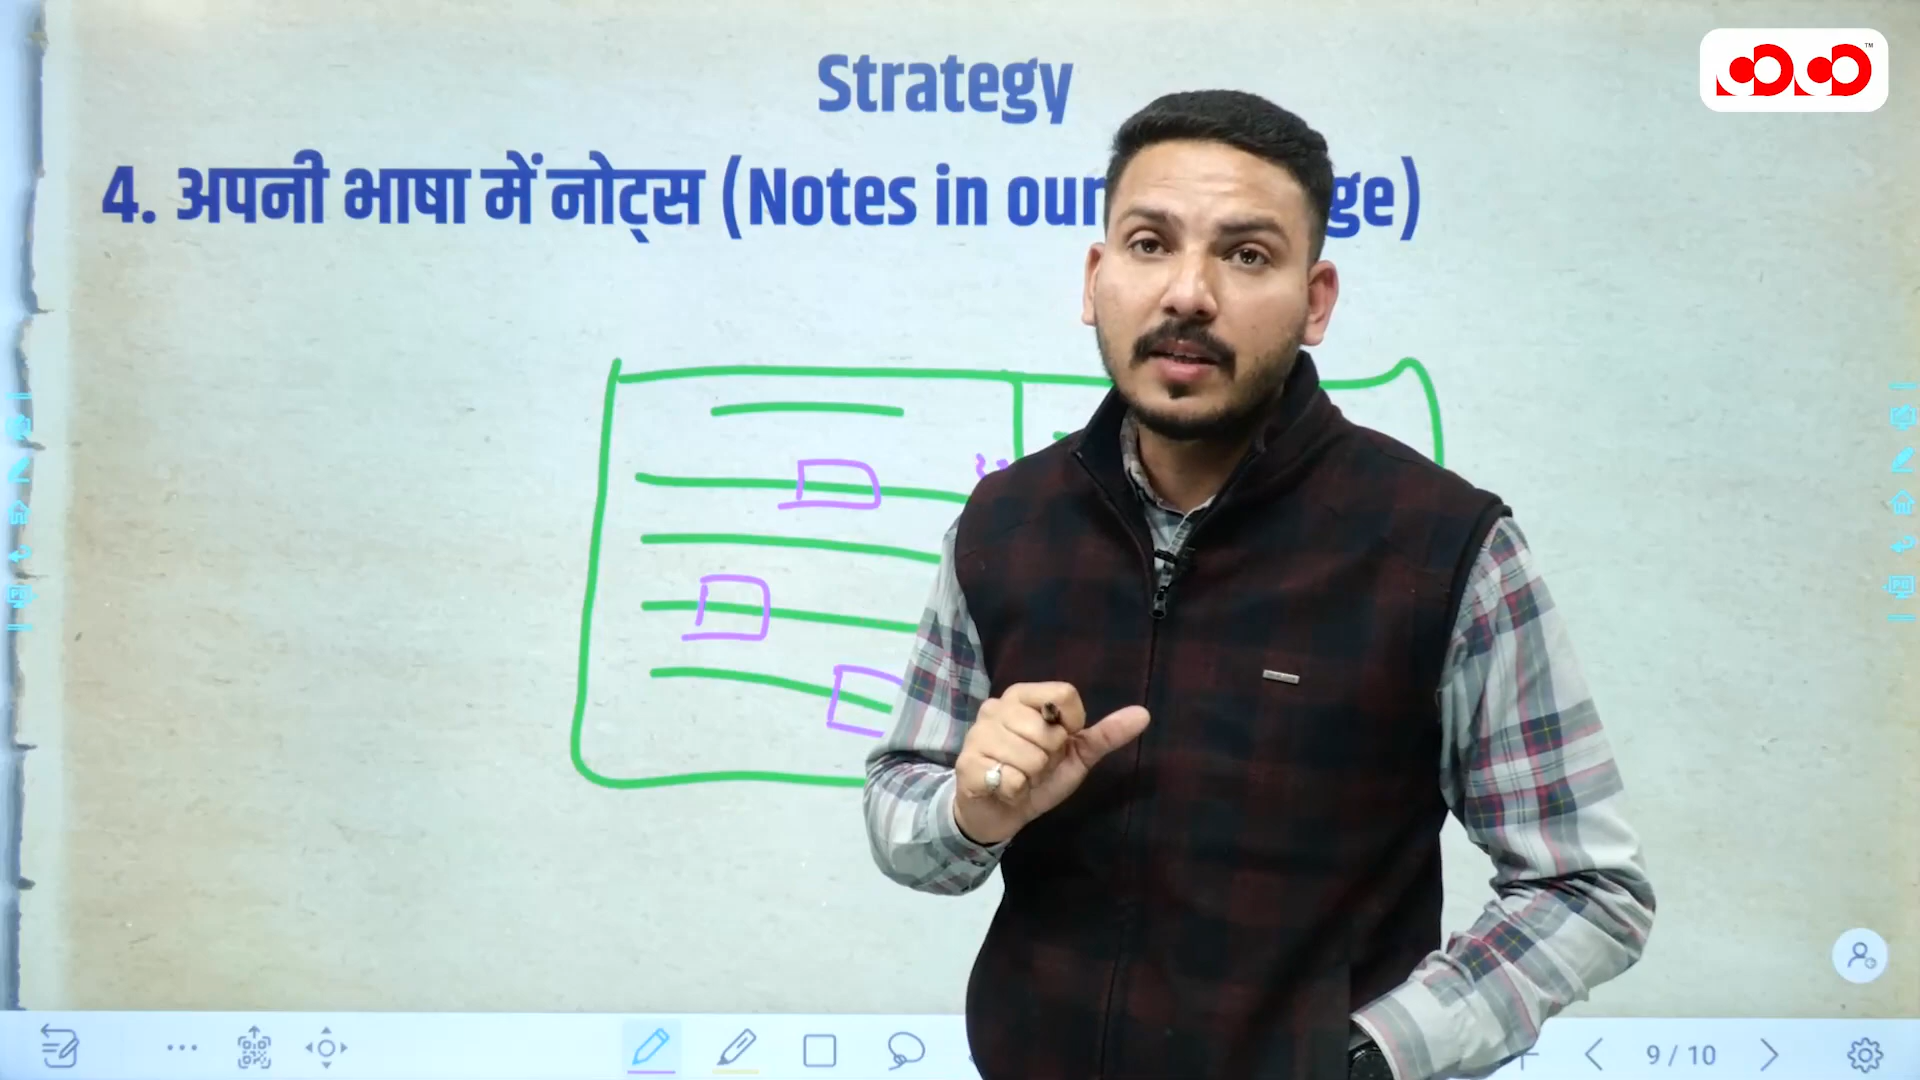 Strategy
4. अपनी भाषा में नोट्स (Notes in our ge)
9 / 10